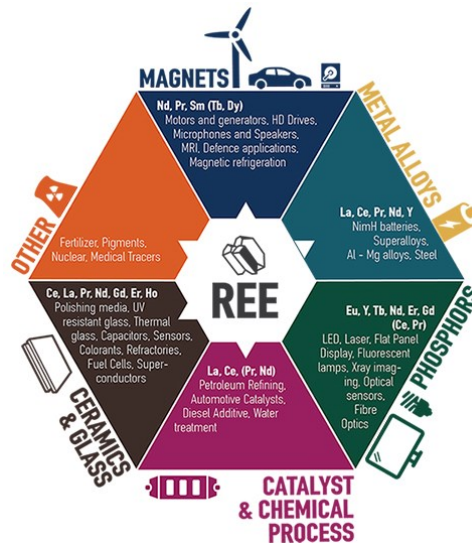 MAGNETS
Nd, Pr, Sm (Tb, Dy)
Motors and generators, HD Drives,
Microphones and Speakers,
MRI, Defence applications,
Magnetic refrigeration
METAL ALLOYS
La, Ce, Pr, Nd, Y
NimH batteries,
Superalloys,
Al - Mg alloys, Steel
OTHER
Fertilizer, Pigments,
Nuclear, Medical Tracers
REE
Ce, La, Pr, Nd, Gd, Er, Ho
Polishing media, UV
resistant glass, Thermal
glass, Capacitors, Sensors,
Colorants, Refractories,
Fuel Cells, Super-
conductors
CERAMICS
& GLASS
Eu, Y, Tb, Nd, Er, Gd
(Ce, Pr)
LED, Laser, Flat Panel
Display, Fluorescent
lamps, Xray imag-
ing, Optical
sensors,
Fibre
Optics
PHOSPHORS
La, Ce, (Pr, Nd)
Petroleum Refining,
Automotive Catalysts,
Diesel Additive, Water
treatment
CATALYST
& CHEMICAL
PROCESS